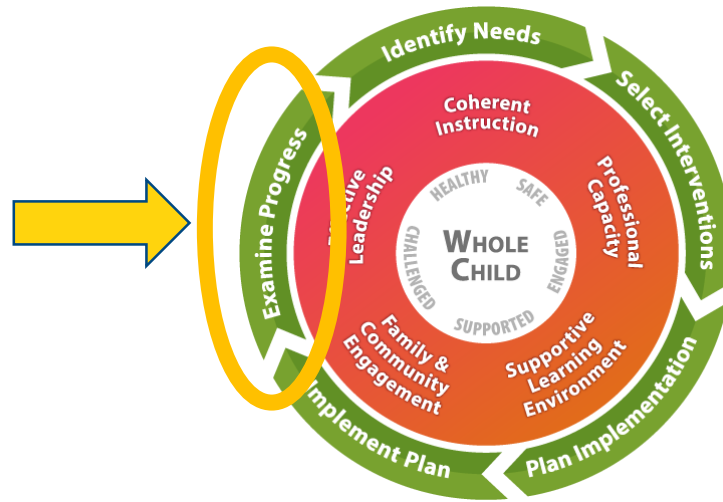 Identify Needs
Select Interventions
Plan Implementation
Implement Plan
Examine Progress
Coherent
Instruction
Professional
Capacity
Supportive
Learning
Environment
Family &
Community
Engagement
Leadership
HEALTHY
SAFE
ENGAGED
SUPPORTED
CHALLENGED
WHOLE
CHILD